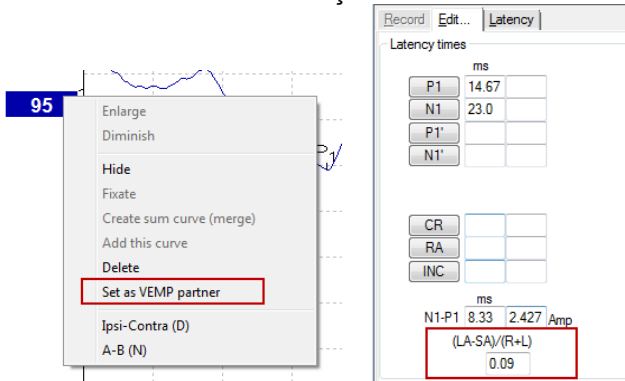 95
Enlarge
Diminish
Hide
Fixate
Create sum curve (merge)
Add this curve
Delete
Set as VEMP partner
Ipsi-Contra (D)
A-B (N)
Record Edit... Latency
Latency times
ms
P1 14.67
N1 23.0
P1'
N1'
CR
RA
INC
ms
N1-P1 8.33 2.427 Amp
(LA-SA)/(R+L)
0.09